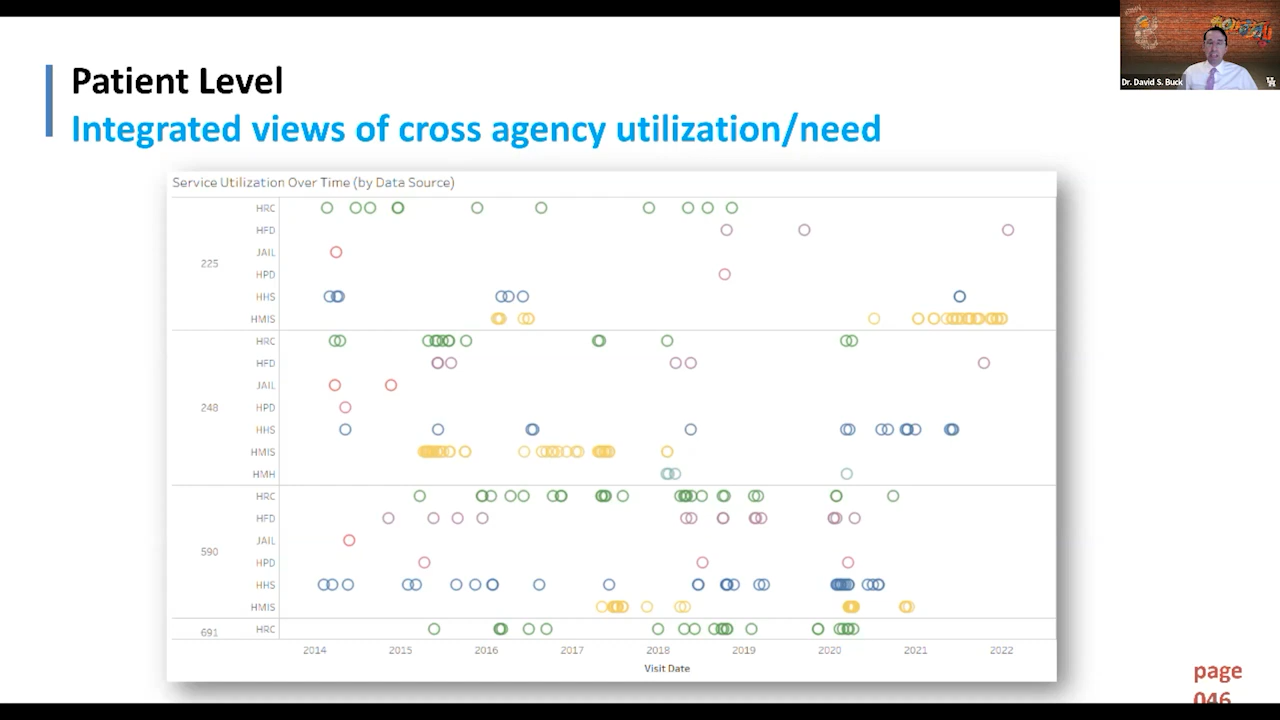 Patient Level
Integrated views of cross agency utilization/need
Dr. David S. Buck
Service Utilization Over Time (by Data Source)
225
HRC
HFD
JAIL
HPD
HHS
HMIS
248
HRC
HFD
JAIL
HPD
HHS
HMIS
HMH
590
HRC
HFD
JAIL
HPD
HHS
HMIS
691
HRC
2014 2015 2016 2017 2018 2019 2020 2021 2022
Visit Date
page
046